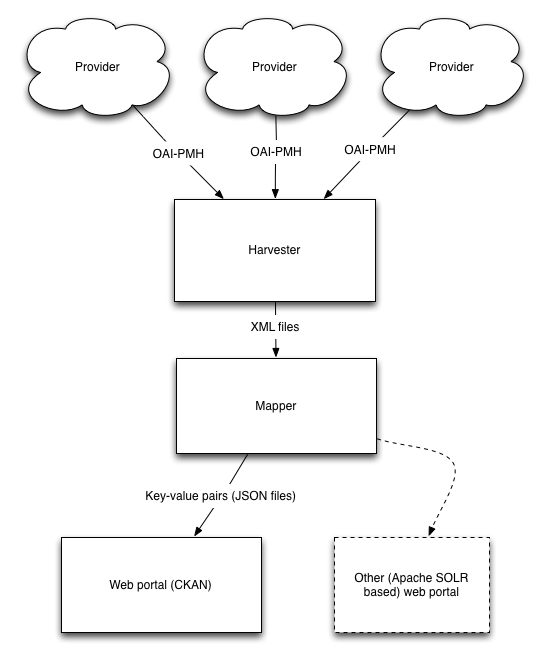 Provider
Provider
Provider
OAI-PMH
OAI-PMH
OAI-PMH
Harvester
XML files
Mapper
Key-value pairs (JSON files)
Web portal (CKAN)
Other (Apache SOLR
based) web portal